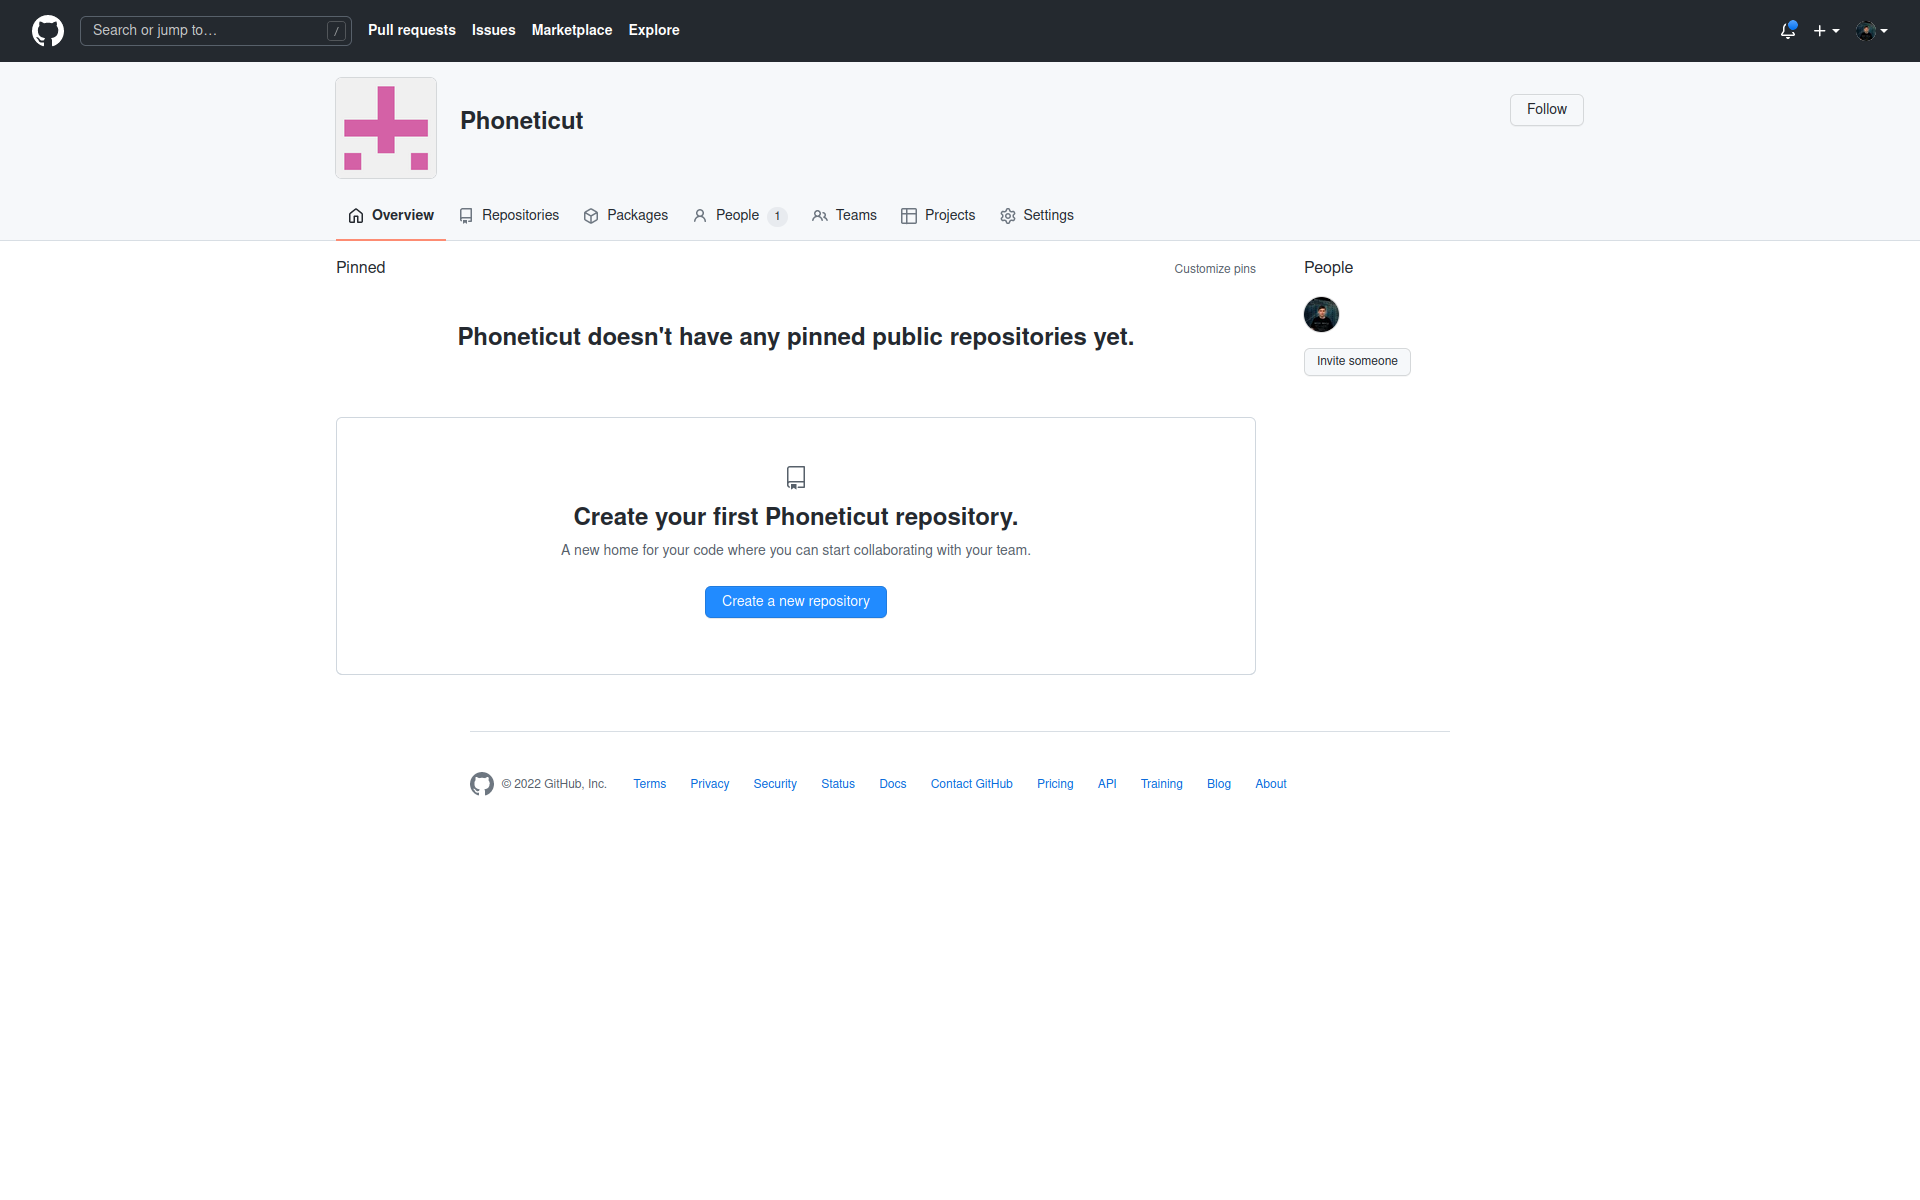 Search or jump to… /
Pull requests Issues Marketplace Explore
Phoneticut
Follow
Overview Repositories Packages People 1 Teams Projects Settings
Pinned
Customize pins
Phoneticut doesn't have any pinned public repositories yet.
Create your first Phoneticut repository.
A new home for your code where you can start collaborating with your team.
Create a new repository
People
Invite someone
© 2022 GitHub, Inc. Terms Privacy Security Status Docs Contact GitHub Pricing API Training Blog About